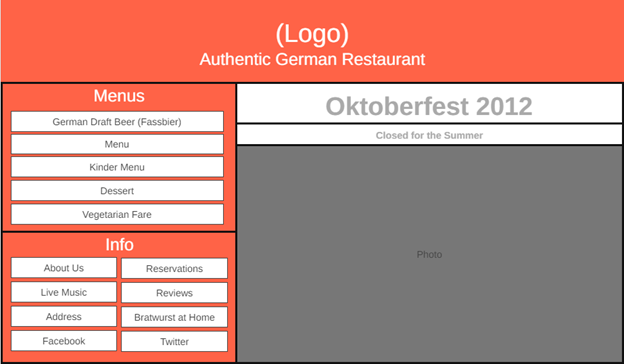 (Logo)
Authentic German Restaurant
Menus
German Draft Beer (Fassbier)
Menu
Kinder Menu
Dessert
Vegetarian Fare
Info
About Us
Reservations
Live Music
Reviews
Address
Bratwurst at Home
Facebook
Twitter
Oktoberfest 2012
Closed for the Summer
Photo